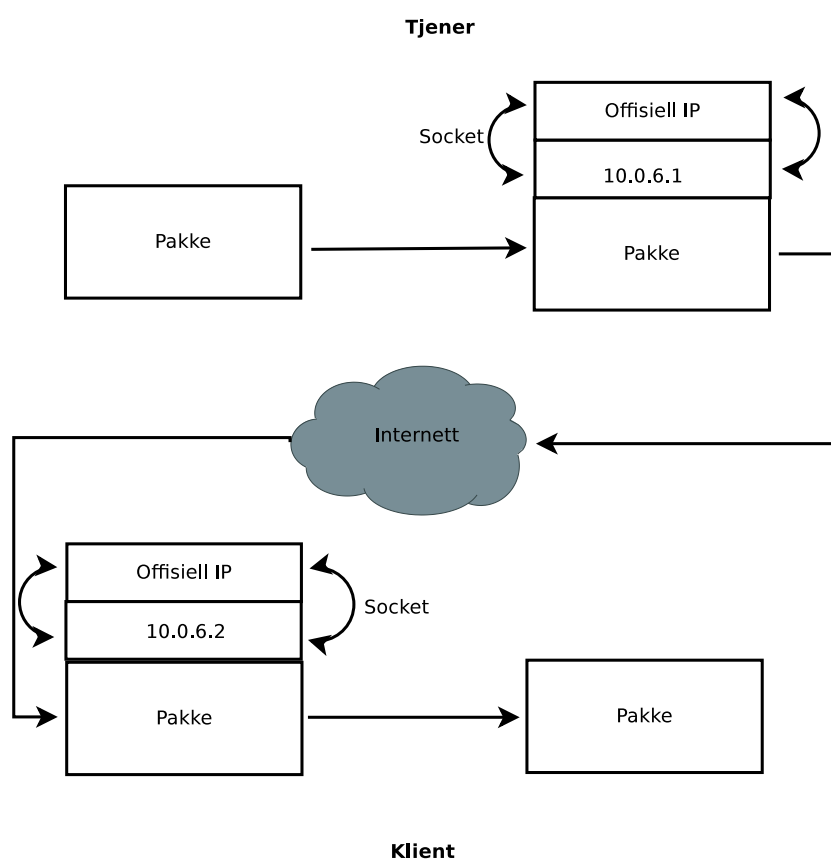 Tjener
Offisiell IP
Socket
10.0.6.1
Pakke
Pakke
Internett
Offisiell IP
Socket
10.0.6.2
Pakke
Pakke
Klient